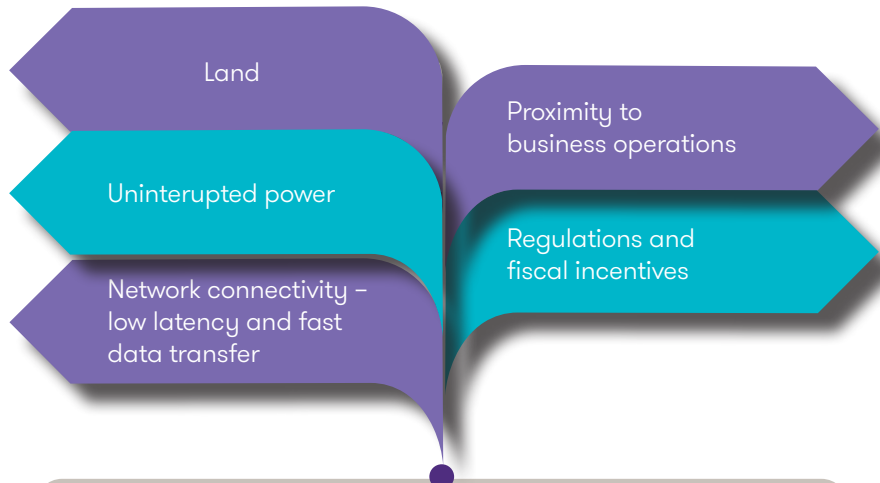 Land
Uninterupted power
Network connectivity –
low latency and fast
data transfer
Proximity to
business operations
Regulations and
fiscal incentives